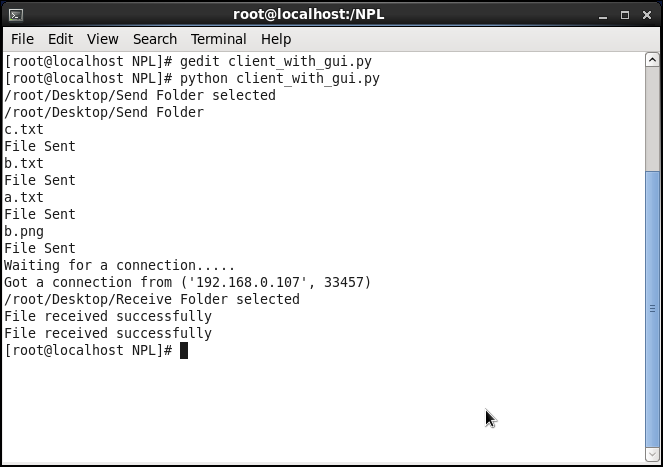 root@localhost:/NPL
File Edit View Search Terminal Help
[root@localhost NPL]# gedit client_with_gui.py
[root@localhost NPL]# python client_with_gui.py
/root/Desktop/Send Folder selected
/root/Desktop/Send Folder
c.txt
File Sent
b.txt
File Sent
a.txt
File Sent
b.png
File Sent
Waiting for a connection.....
Got a connection from ('192.168.0.107', 33457)
/root/Desktop/Receive Folder selected
File received successfully
File received successfully
[root@localhost NPL]#